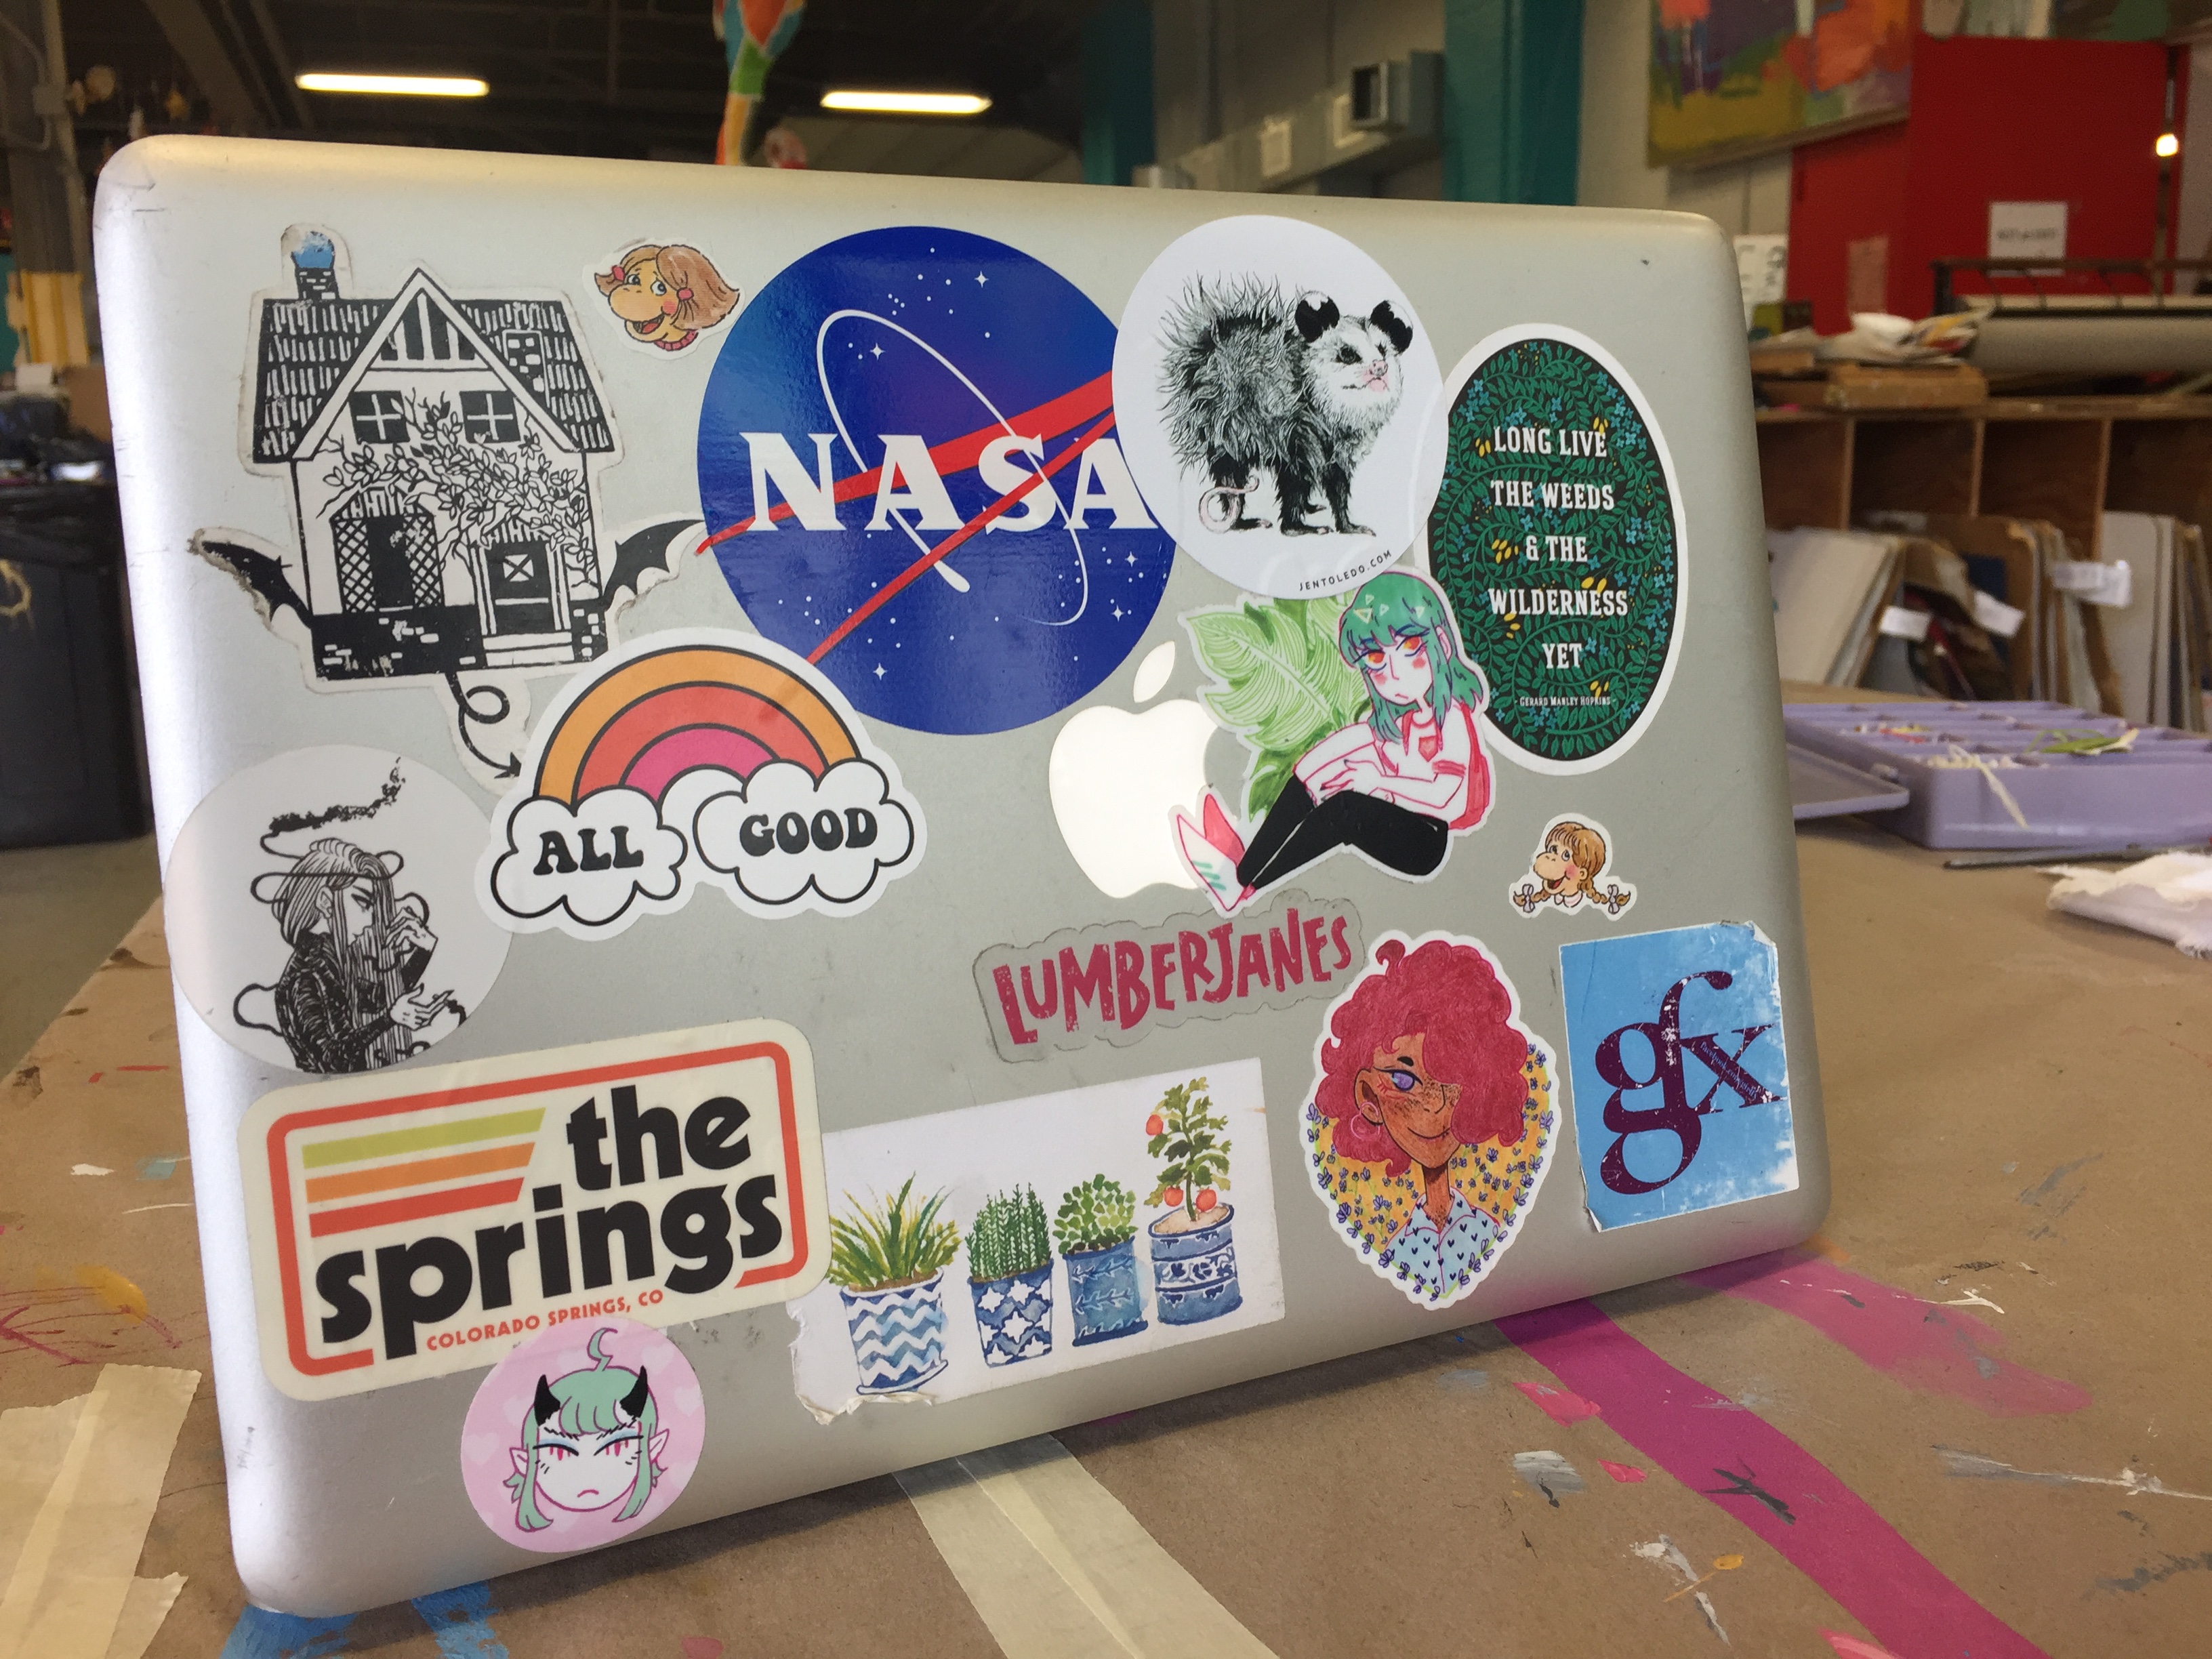 NASA
JENTOLEDO.COM
LONG LIVE
THE WEEDS
& THE
WILDERNESS
YET
- GERARD MANLEY HOPKINS -
ALL GOOD
LUMBERJANES
gfx
the
springs
COLORADO SPRINGS, CO